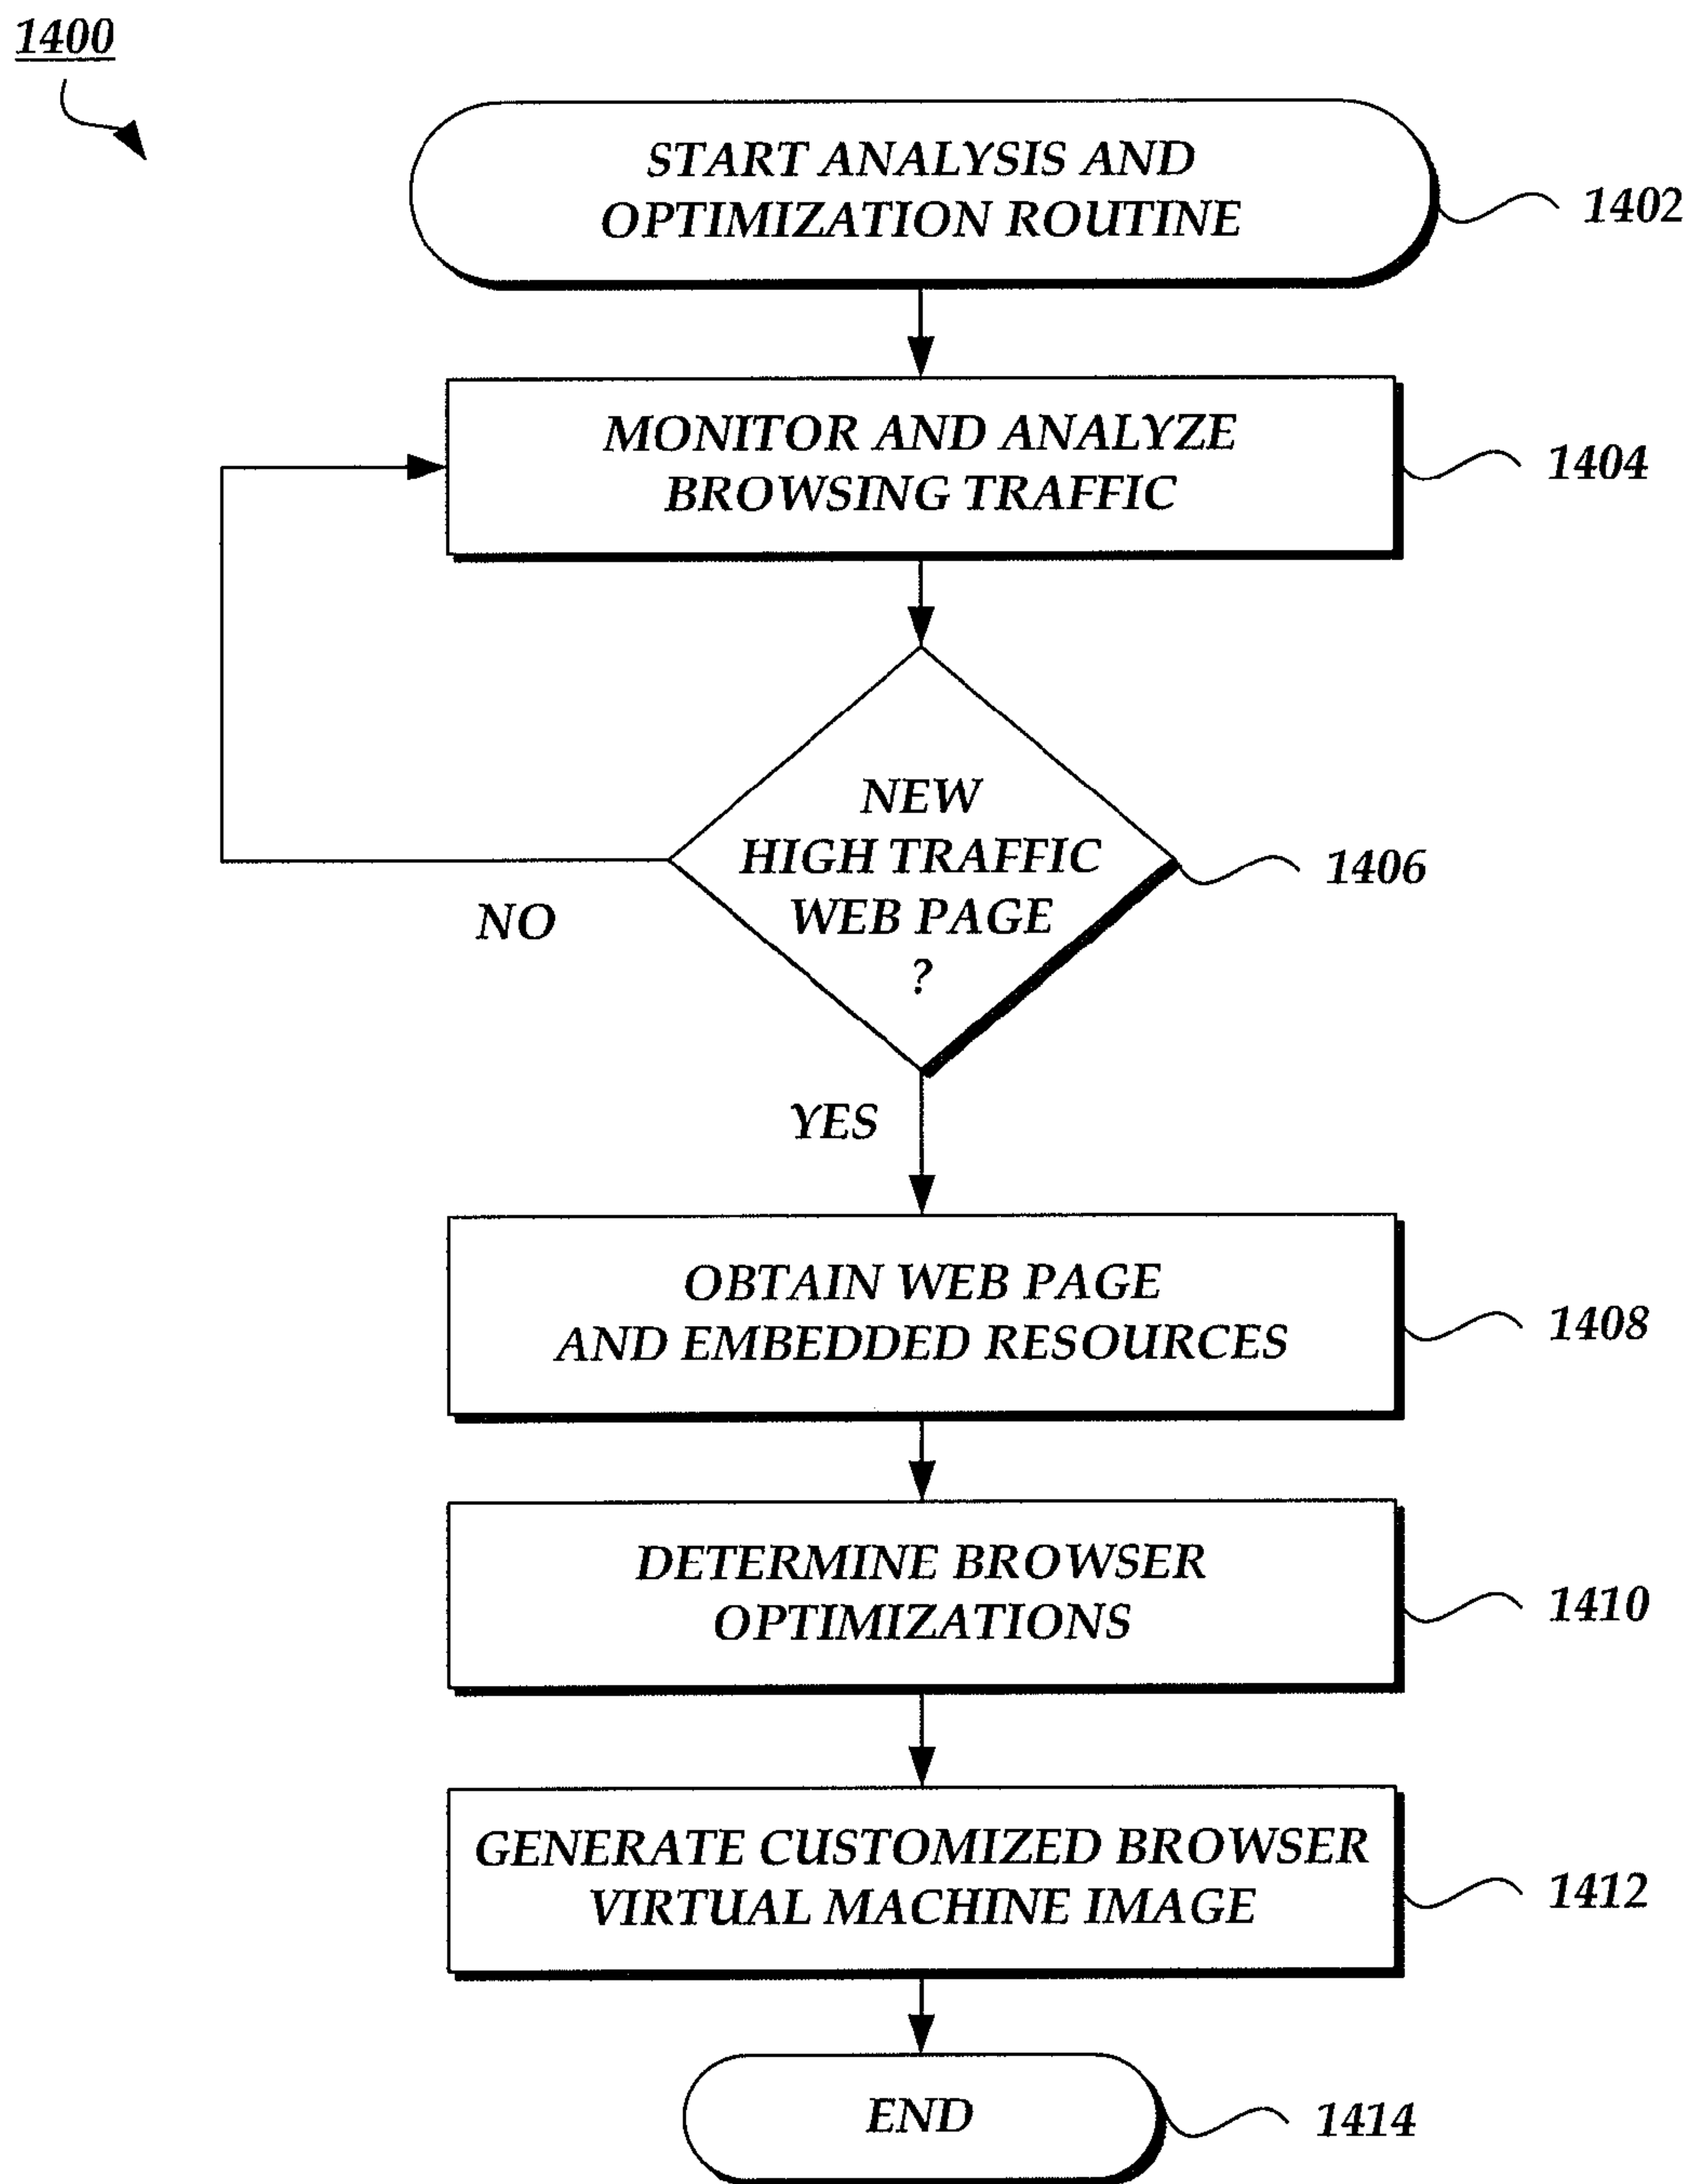 1400
START ANALYSIS AND
OPTIMIZATION ROUTINE
1402
MONITOR AND ANALYZE
BROWSING TRAFFIC
1404
NEW
HIGH TRAFFIC
WEB PAGE
?
1406
NO
YES
OBTAIN WEB PAGE
AND EMBEDDED RESOURCES
1408
DETERMINE BROWSER
OPTIMIZATIONS
1410
GENERATE CUSTOMIZED BROWSER
VIRTUAL MACHINE IMAGE
1412
END
1414